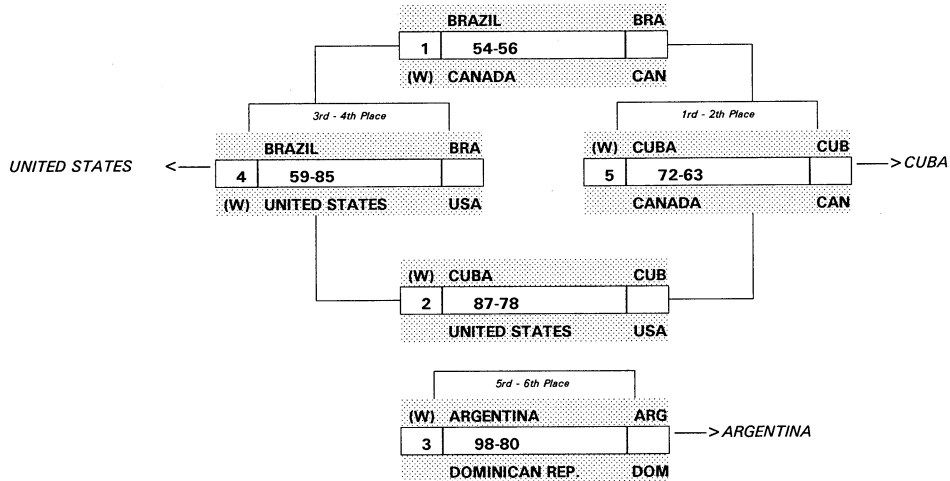 BRAZIL BRA
1 54-56
(W) CANADA CAN
3rd - 4th Place 1rd - 2th Place
BRAZIL BRA (W) CUBA CUB
UNITED STATES <— 4 59-85 5 72-63 —> CUBA
(W) UNITED STATES USA CANADA CAN
(W) CUBA CUB
2 87-78
UNITED STATES USA
5rd - 6th Place
(W) ARGENTINA ARG
3 98-80 —> ARGENTINA
DOMINICAN REP. DOM